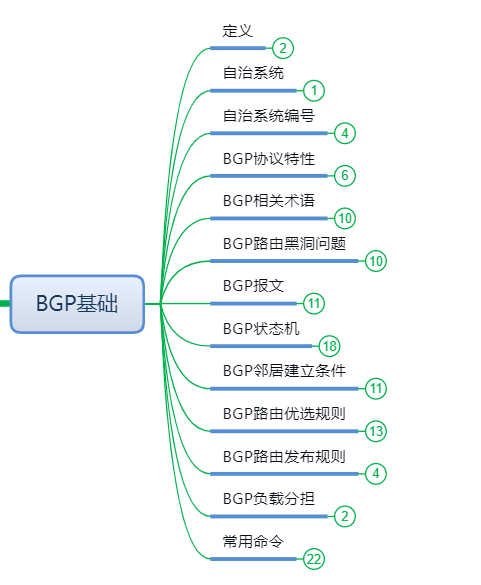 定义
2
自治系统
1
自治系统编号
4
BGP协议特性
6
BGP相关术语
10
BGP路由黑洞问题
10
BGP基础
BGP报文
11
BGP状态机
18
BGP邻居建立条件
11
BGP路由优选规则
13
BGP路由发布规则
4
BGP负载分担
2
常用命令
22